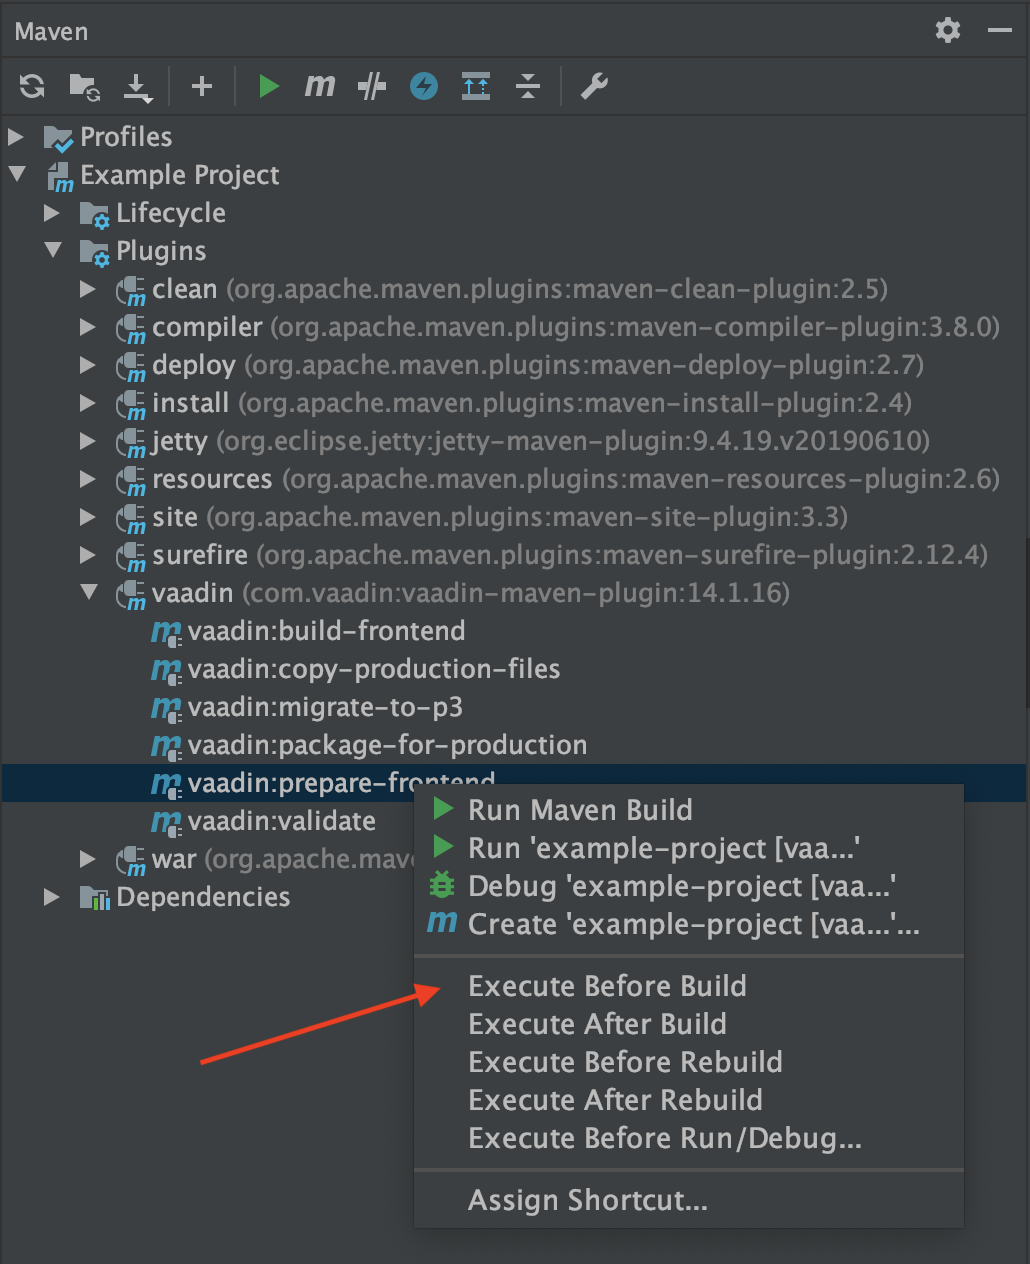 Maven
Profiles
Example Project
Lifecycle
Plugins
clean (org.apache.maven.plugins:maven-clean-plugin:2.5)
compiler (org.apache.maven.plugins:maven-compiler-plugin:3.8.0)
deploy (org.apache.maven.plugins:maven-deploy-plugin:2.7)
install (org.apache.maven.plugins:maven-install-plugin:2.4)
jetty (org.eclipse.jetty:jetty-maven-plugin:9.4.19.v20190610)
resources (org.apache.maven.plugins:maven-resources-plugin:2.6)
site (org.apache.maven.plugins:maven-site-plugin:3.3)
surefire (org.apache.maven.plugins:maven-surefire-plugin:2.12.4)
vaadin (com.vaadin:vaadin-maven-plugin:14.1.16)
vaadin:build-frontend
vaadin:copy-production-files
vaadin:migrate-to-p3
vaadin:package-for-production
vaadin:prepare-frontend
vaadin:validate
war (org.apache.mav
Dependencies
Run Maven Build
Run 'example-project [vaa...'
Debug 'example-project [vaa...'
Create 'example-project [vaa...'...
Execute Before Build
Execute After Build
Execute Before Rebuild
Execute After Rebuild
Execute Before Run/Debug...
Assign Shortcut...